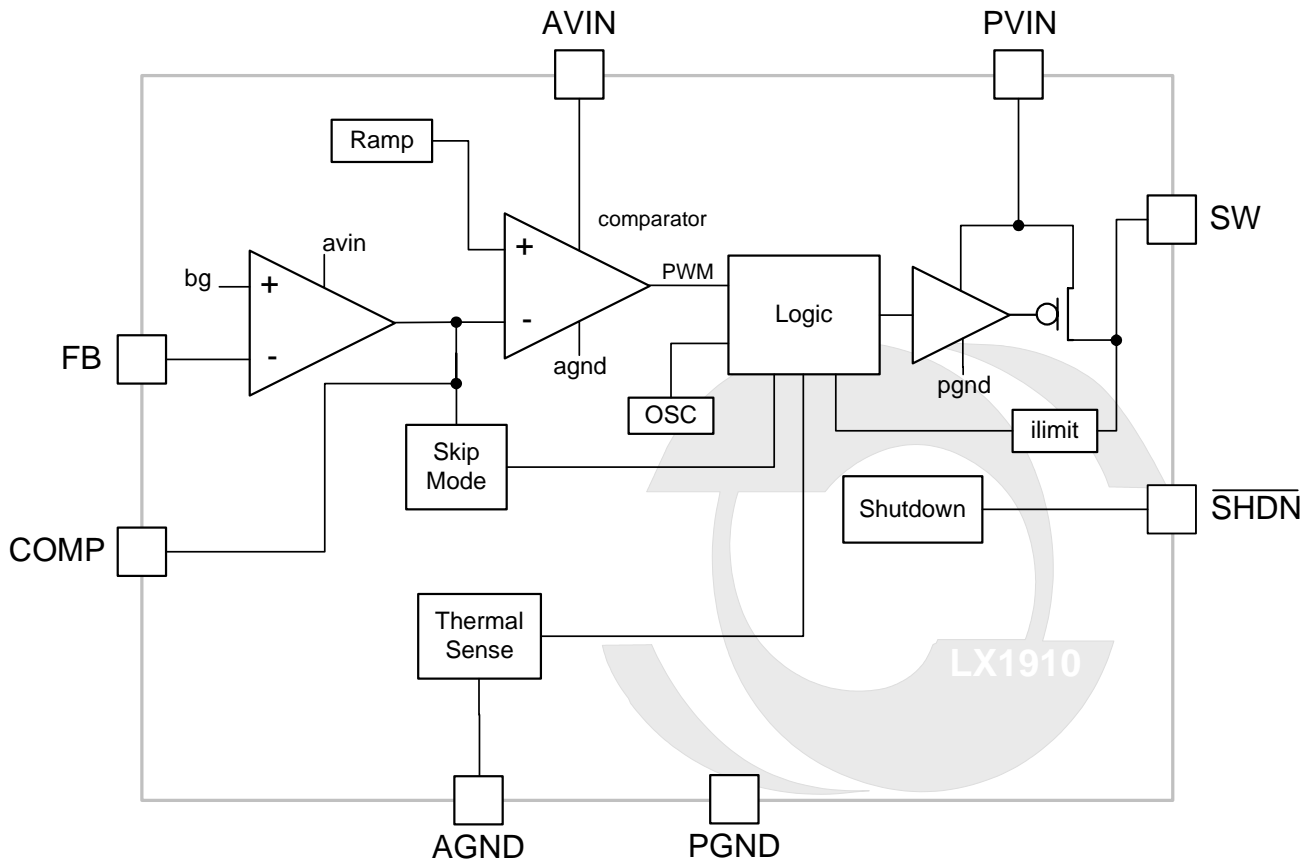 AVIN
PVIN
Ramp
comparator
SW
avin
bg
+
+
PWM
Logic
-
-
FB
agnd
pgnd
OSC
ilimit
Skip
Mode
Shutdown
SHDN
COMP
Thermal
Sense
LX1910
AGND
PGND